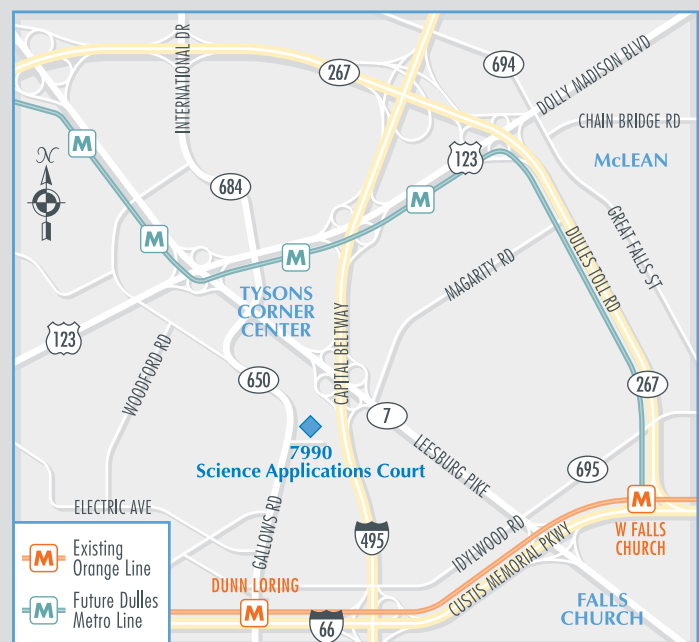 INTERNATIONAL DR
267
694
DOLLY MADISON BLVD
CHAIN BRIDGE RD
M
123
McLEAN
N
684
M
GREAT FALLS ST
M
M
DULLES TOLL RD
MAGARITY RD
TYSONS
CORNER
CENTER
123
CAPITAL BELTWAY
WOODFORD RD
650
267
7
7990
Science Applications Court
LEESBURG PIKE
695
ELECTRIC AVE
GALLOWS RD
M
W FALLS
CHURCH
495
IDYLWOOD RD
CUSTIS MEMORIAL PKWY
M
Existing
Orange Line
DUNN LORING
M
M
Future Dulles
Metro Line
66
FALLS
CHURCH